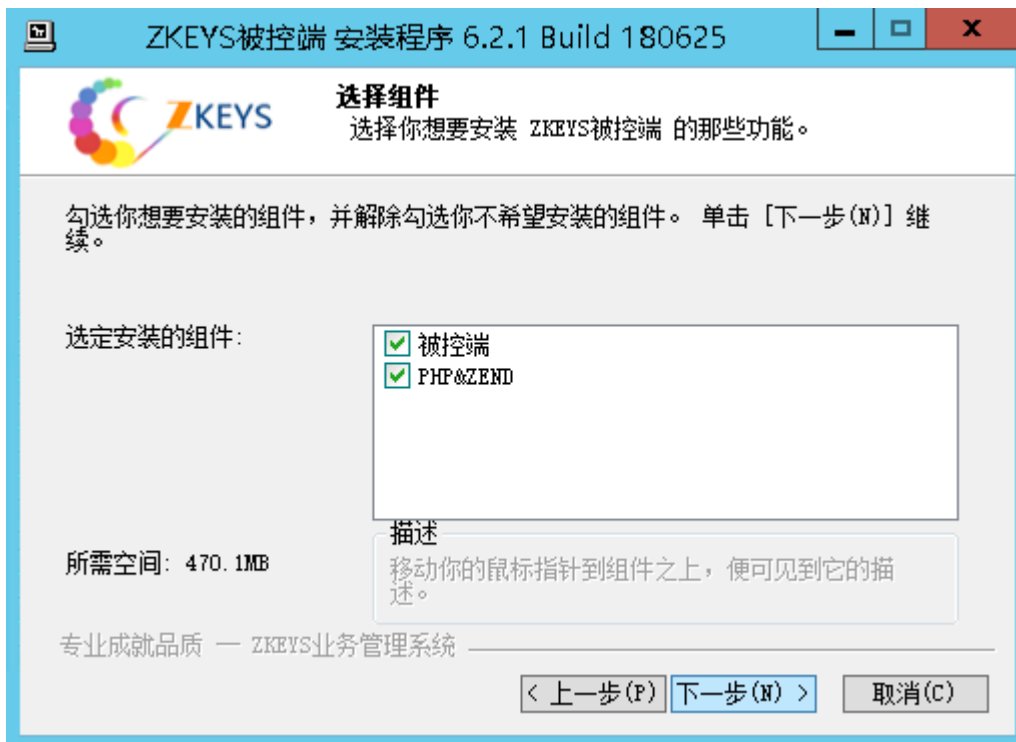 ZKEYS被控端 安装程序 6.2.1 Build 180625
ZKEYS
选择组件
选择你想要安装 ZKEYS被控端 的那些功能。
勾选你想要安装的组件，并解除勾选你不希望安装的组件。 单击 [下一步(N)] 继
续。
选定安装的组件:
被控端
PHP&ZEND
描述
所需空间: 470.1MB
移动你的鼠标指针到组件之上，便可见到它的描
述。
专业成就品质 — ZKEYS业务管理系统
< 上一步(P) 下一步(N) > 取消(C)